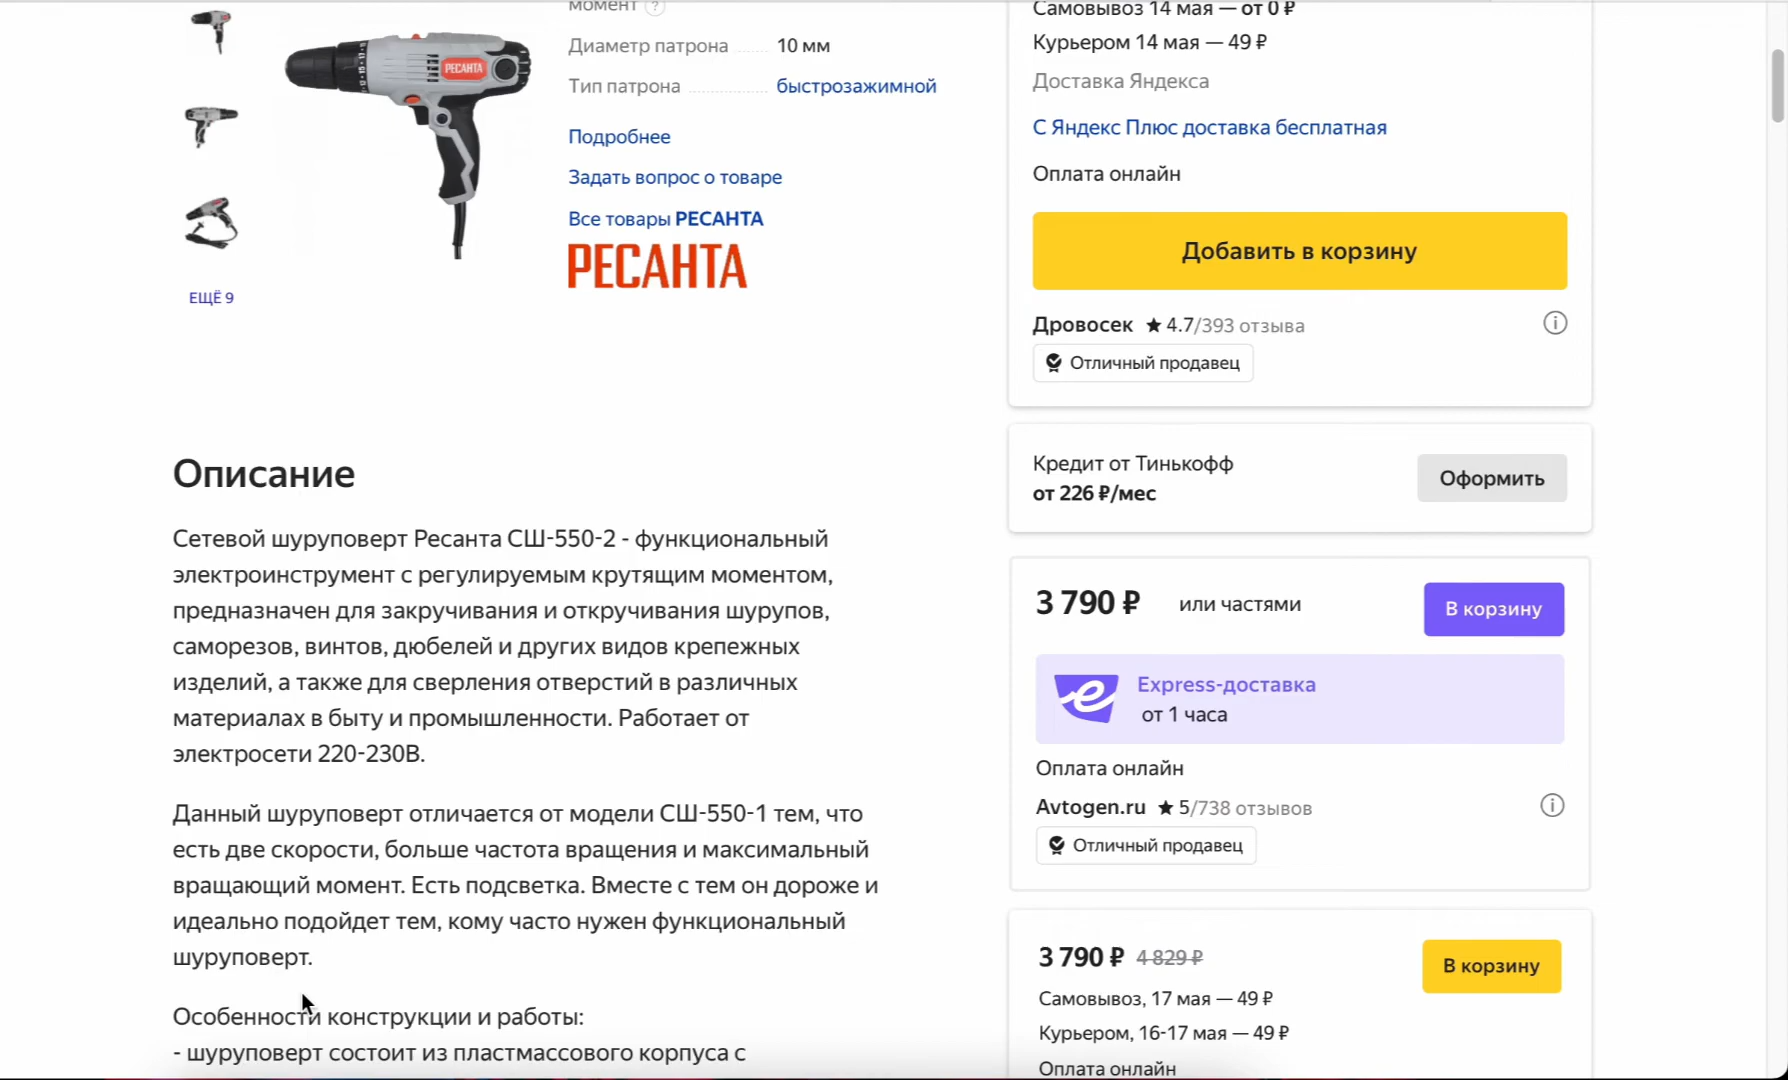 момент ?
Диаметр патрона 10 мм
Тип патрона быстрозажимной
Подробнее
Задать вопрос о товаре
Все товары РЕСАНТА
РЕСАНТА
РЕСАНТА
ЕЩЁ 9
Описание
Сетевой шуруповерт Ресанта СШ-550-2 - функциональный
электроинструмент с регулируемым крутящим моментом,
предназначен для закручивания и откручивания шурупов,
саморезов, винтов, дюбелей и других видов крепежных
изделий, а также для сверления отверстий в различных
материалах в быту и промышленности. Работает от
электросети 220-230В.
Данный шуруповерт отличается от модели СШ-550-1 тем, что
есть две скорости, больше частота вращения и максимальный
вращающий момент. Есть подсветка. Вместе с тем он дороже и
идеально подойдет тем, кому часто нужен функциональный
шуруповерт.
Особенности конструкции и работы:
- шуруповерт состоит из пластмассового корпуса с
Самовывоз 14 мая — от 0 ₽
Курьером 14 мая — 49 ₽
Доставка Яндекса
С Яндекс Плюс доставка бесплатная
Оплата онлайн
Добавить в корзину
Дровосек ★ 4.7/393 отзыва
Отличный продавец
Кредит от Тинькофф
от 226 ₽/мес
Оформить
3 790 ₽ или частями
В корзину
Express-доставка
от 1 часа
Оплата онлайн
Avtogen.ru ★ 5/738 отзывов
Отличный продавец
3 790 ₽ 4 829 ₽
В корзину
Самовывоз, 17 мая — 49 ₽
Курьером, 16-17 мая — 49 ₽
Оплата онлайн